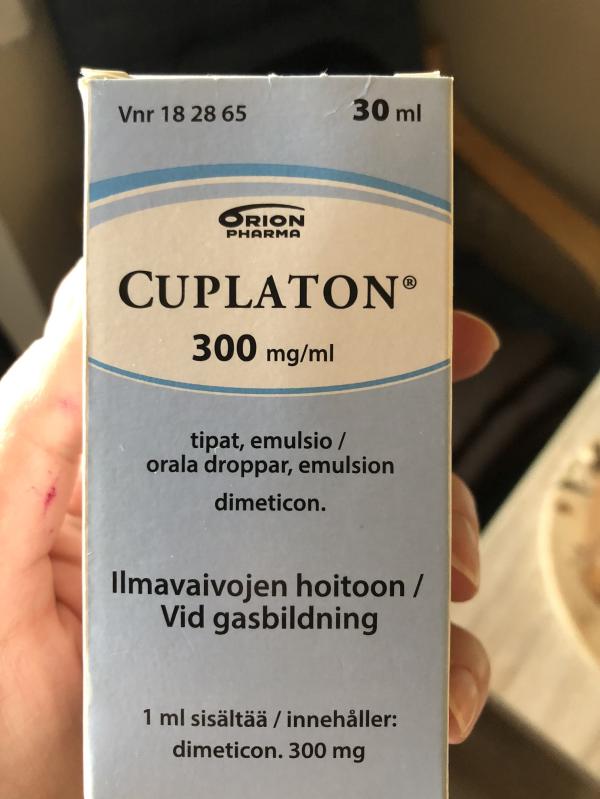 Vnr 18 28 65
30 ml
ORION
PHARMA
CUPLATON®
300 mg/ml
tipat, emulsio /
orala droppar, emulsion
dimeticon.
Ilmavaivojen hoitoon /
Vid gasbildning
1 ml sisältää / innehåller:
dimeticon. 300 mg